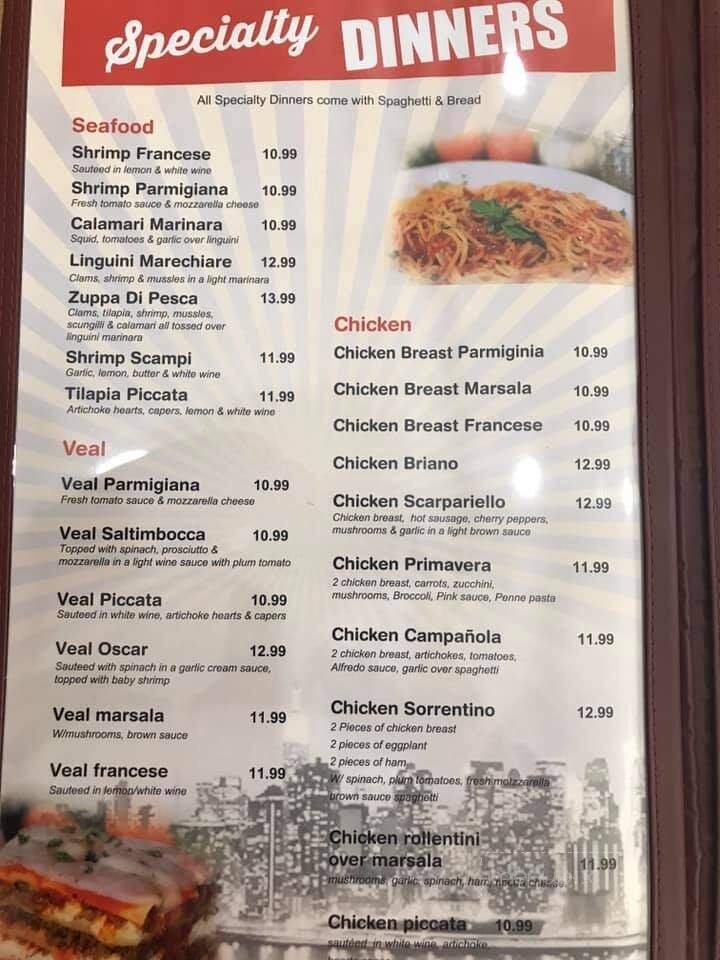 Specialty DINNERS
All Specialty Dinners come with Spaghetti & Bread
Seafood
Shrimp Francese 10.99
Sauteed in lemon & white wine
Shrimp Parmigiana 10.99
Fresh tomato sauce & mozzarella cheese
Calamari Marinara 10.99
Squid, tomatoes & garlic over linguini
Linguini Marechiare 12.99
Clams, shrimp & mussles in a light marinara
Zuppa Di Pesca 13.99
Clams, tilapia, shrimp, mussles,
scungilli & calamari all tossed over
linguini marinara
Shrimp Scampi 11.99
Garlic, lemon, butter & white wine
Tilapia Piccata 11.99
Artichoke hearts, capers, lemon & white wine
Veal
Veal Parmigiana 10.99
Fresh tomato sauce & mozzarella cheese
Veal Saltimbocca 10.99
Topped with spinach, prosciutto &
mozzarella in a light wine sauce with plum tomato
Veal Piccata 10.99
Sauteed in white wine, artichoke hearts & capers
Veal Oscar 12.99
Sauteed with spinach in a garlic cream sauce,
topped with baby shrimp
Veal marsala 11.99
W/mushrooms, brown sauce
Veal francese 11.99
Sauteed in lemon/white wine
Chicken
Chicken Breast Parmiginia 10.99
Chicken Breast Marsala 10.99
Chicken Breast Francese 10.99
Chicken Briano 12.99
Chicken Scarpariello 12.99
Chicken breast, hot sausage, cherry peppers,
mushrooms & garlic in a light brown sauce
Chicken Primavera 11.99
2 chicken breast, carrots, zucchini,
mushrooms, Broccoli, Pink sauce, Penne pasta
Chicken Campañola 11.99
2 chicken breast, artichokes, tomatoes,
Alfredo sauce, garlic over spaghetti
Chicken Sorrentino 12.99
2 Pieces of chicken breast
2 pieces of eggplant
2 pieces of ham
W/ spinach, plum tomatoes, fresh molzzarella
brown sauce spaghetti
Chicken rollentini
over marsala 11.99
mushrooms, garlic, spinach, ham, ricota cheese
Chicken piccata 10.99
sautéed in white wine, artichoke